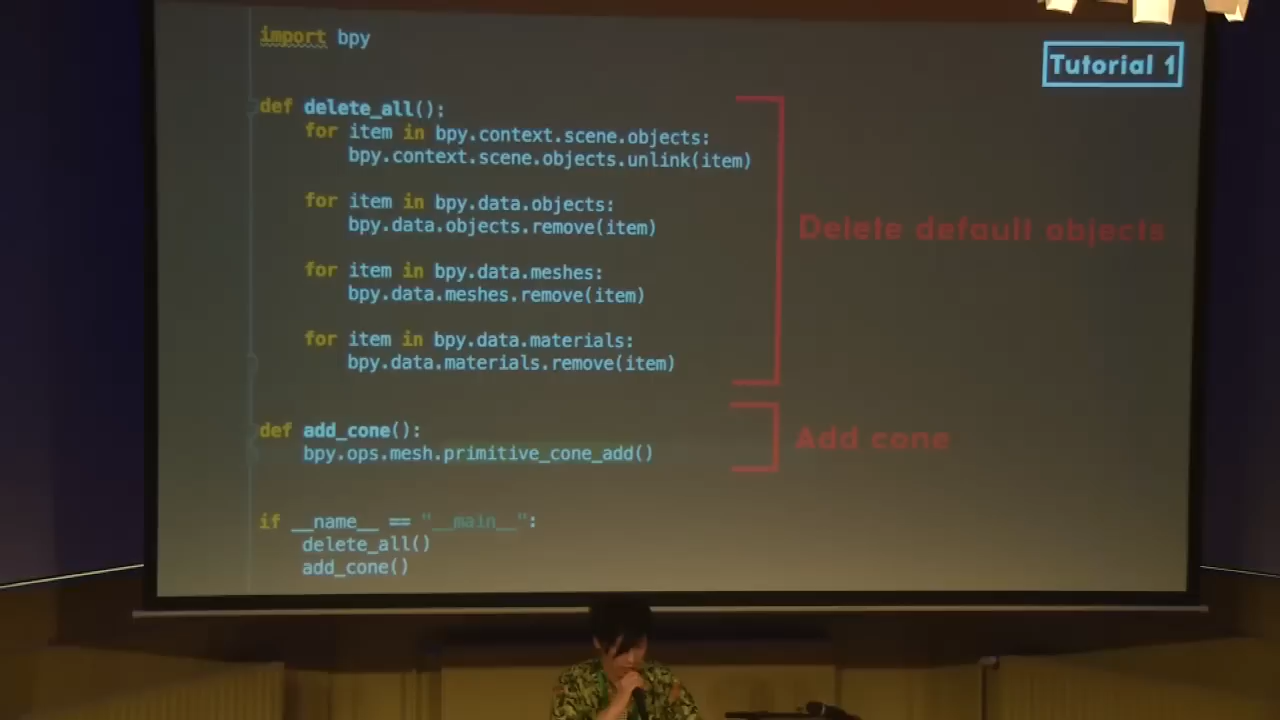 import bpy
Tutorial 1
def delete_all():
for item in bpy.context.scene.objects:
bpy.context.scene.objects.unlink(item)
for item in bpy.data.objects:
bpy.data.objects.remove(item)
Delete default objects
for item in bpy.data.meshes:
bpy.data.meshes.remove(item)
for item in bpy.data.materials:
bpy.data.materials.remove(item)
def add_cone():
bpy.ops.mesh.primitive_cone_add()
Add cone
if __name__ == "__main__":
delete_all()
add_cone()